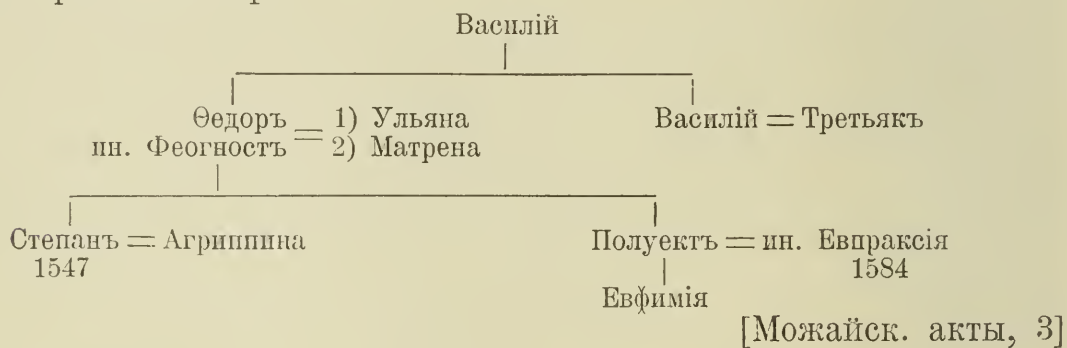 Василій
Ѳедоръ = 1) Ульяна Василій = Третьякъ
ин. Феогностъ 2) Матрена
Степанъ = Агриппина Полуектъ = ин. Евпраксія
1547 1584
Евфимія
[Можайск. акты, 3]